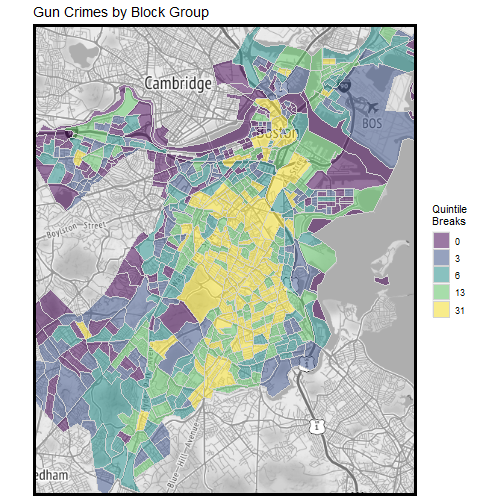 Gun Crimes by Block Group
Cambridge
Boston
BOS
Boylston-Street
Quintile
Breaks
0
3
6
13
31
1
Blue-Hill-Avenue
edham